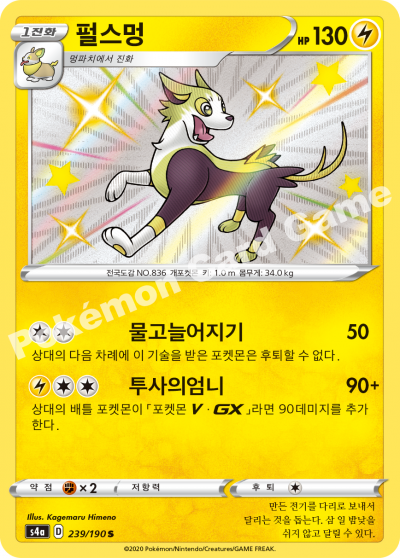 1진화
펄스멍
HP 130
멍파치에서 진화
전국도감 NO.836 개포켓몬 키: 1.0 m 몸무게: 34.0 kg
Pokémon Card Game
물고늘어지기 50
상대의 다음 차례에 이 기술을 받은 포켓몬은 후퇴할 수 없다.
투사의엄니 90+
상대의 배틀 포켓몬이 「포켓몬 V·GX」라면 90데미지를 추가
한다.
약점 ×2 저항력 후퇴
Illus. Kagemaru Himeno
만든 전기를 다리로 보내서
달리는 것을 돕는다. 삼 일 밤낮을
쉬지 않고 달릴 수 있다.
s4a D 239/190 S
©2020 Pokémon/Nintendo/Creatures/GAME FREAK.